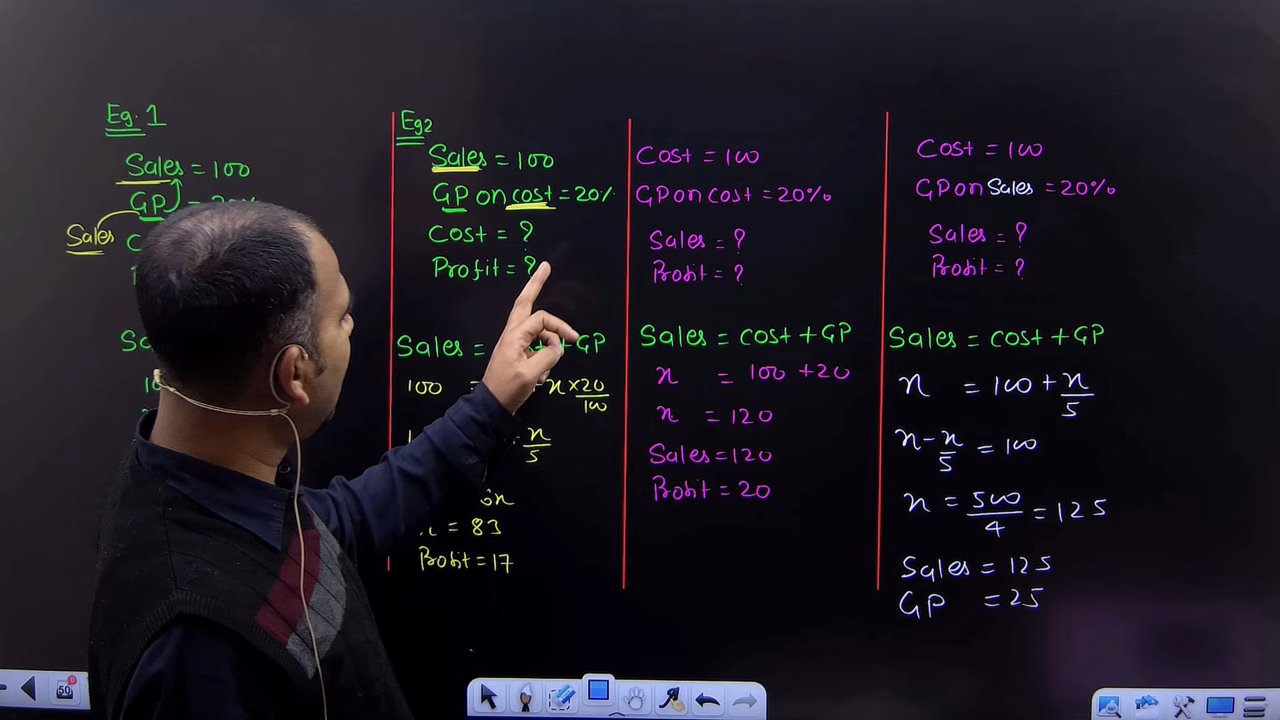 Eg. 1
Sales = 100
GP
Sales
Eg2
Sales = 100
GP on cost = 20%
Cost = ?
Profit = ?
Sales = + GP
100 = + x × 20/100
x/5
x = 83
Profit = 17
Cost = 100
GP on cost = 20%
Sales = ?
Profit = ?
Sales = cost + GP
x = 100 + 20
x = 120
Sales = 120
Profit = 20
Cost = 100
GP on Sales = 20%
Sales = ?
Profit = ?
Sales = cost + GP
x = 100 + x/5
x - x/5 = 100
x = 500/4 = 125
Sales = 125
GP = 25
59